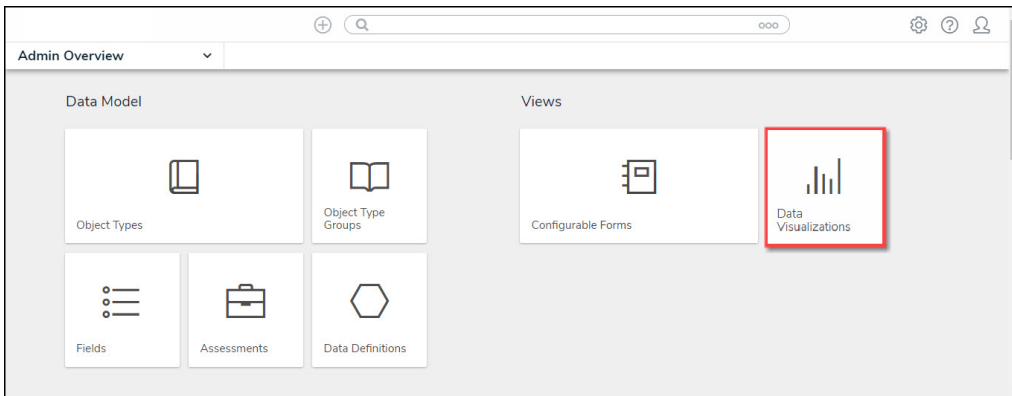 Admin Overview
Data Model
Views
Object Types
Object Type
Groups
Configurable Forms
Data
Visualizations
Fields
Assessments
Data Definitions